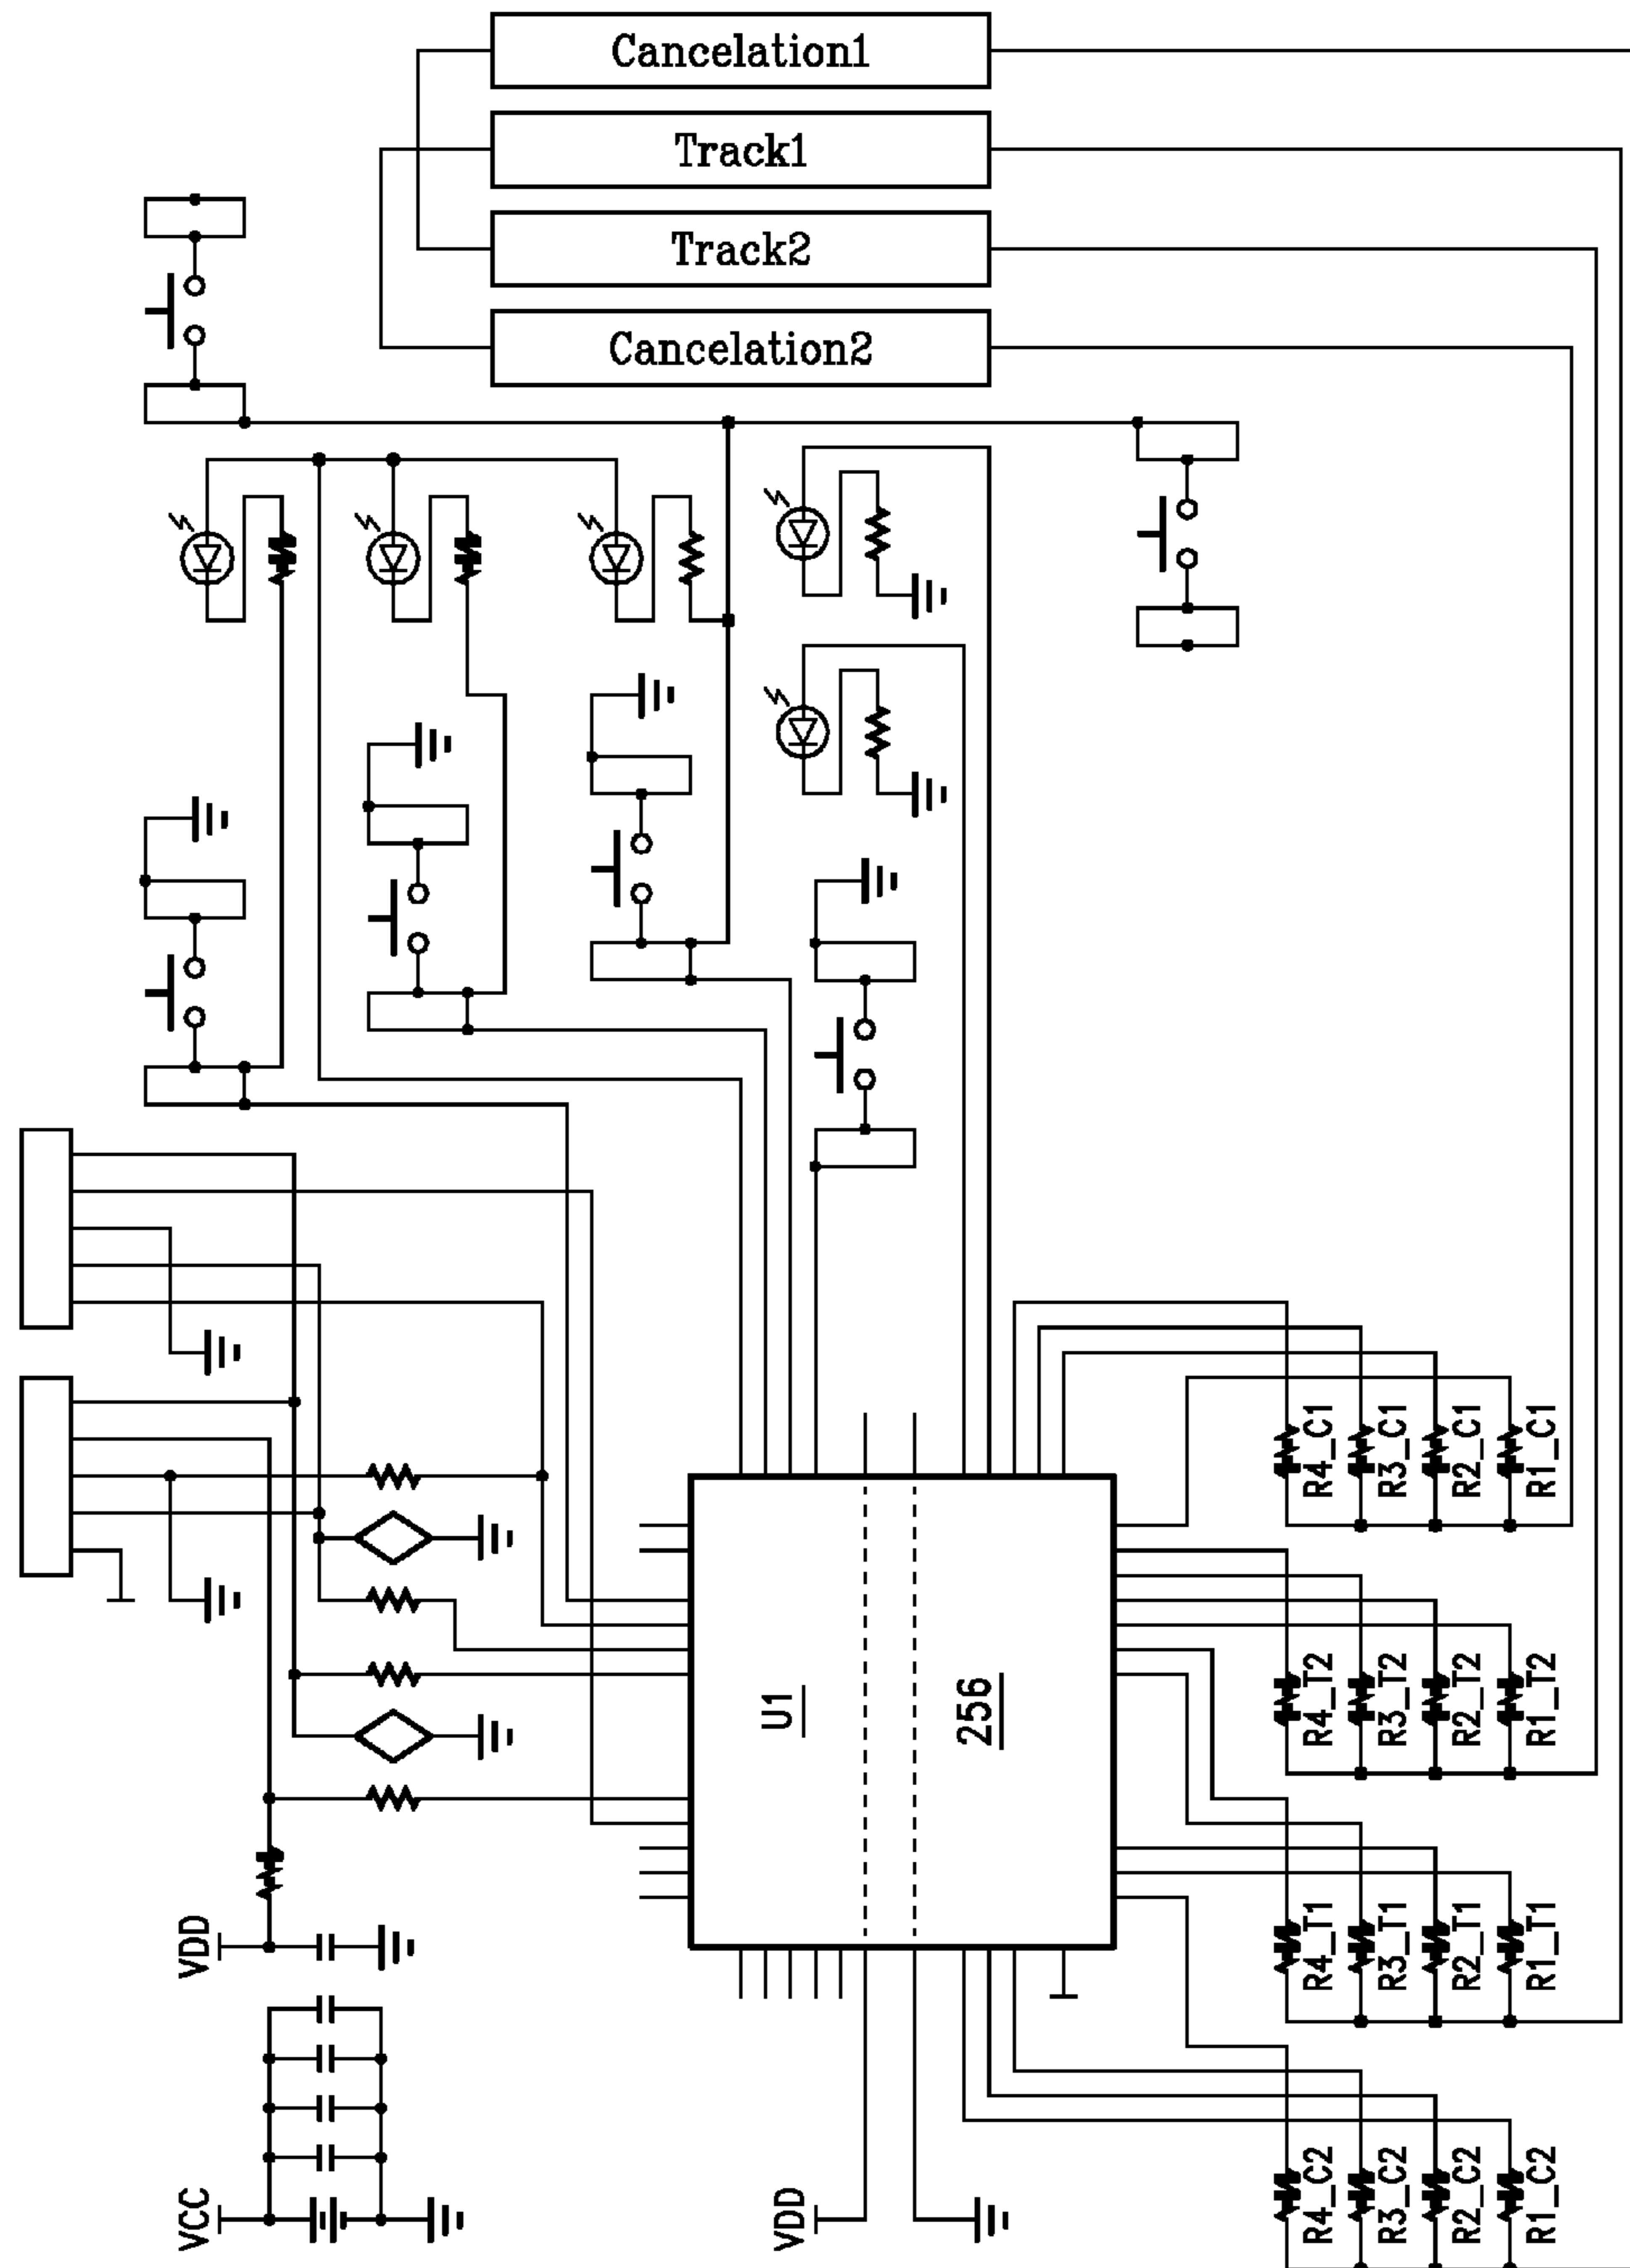 Cancelation1
Track1
Track2
Cancelation2
R4_C1
R3_C1
R2_C1
R1_C1
R4_T2
R3_T2
R2_T2
R1_T2
U1
256
R4_T1
R3_T1
R2_T1
R1_T1
VDD
R4_C2
R3_C2
R2_C2
R1_C2
VCC
VDD